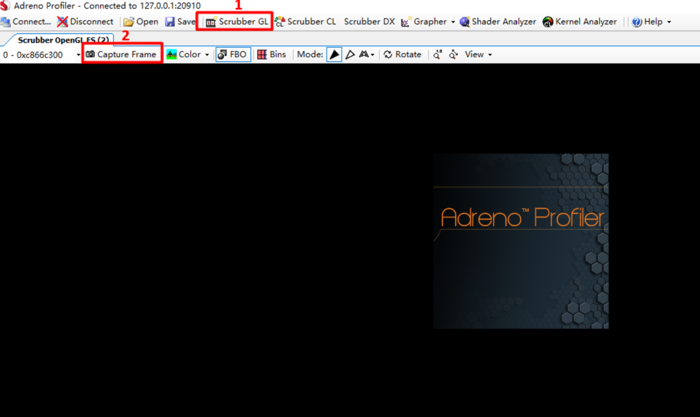 Adreno Profiler - Connected to 127.0.0.1:20910
1
Connect... Disconnect Open Save Scrubber GL Scrubber CL Scrubber DX Grapher Shader Analyzer Kernel Analyzer Help
Scrubber OpenGL ES (2) 2
0 - 0xc866c300 Capture Frame Color FBO Bins Mode: Rotate View
Adreno™ Profiler